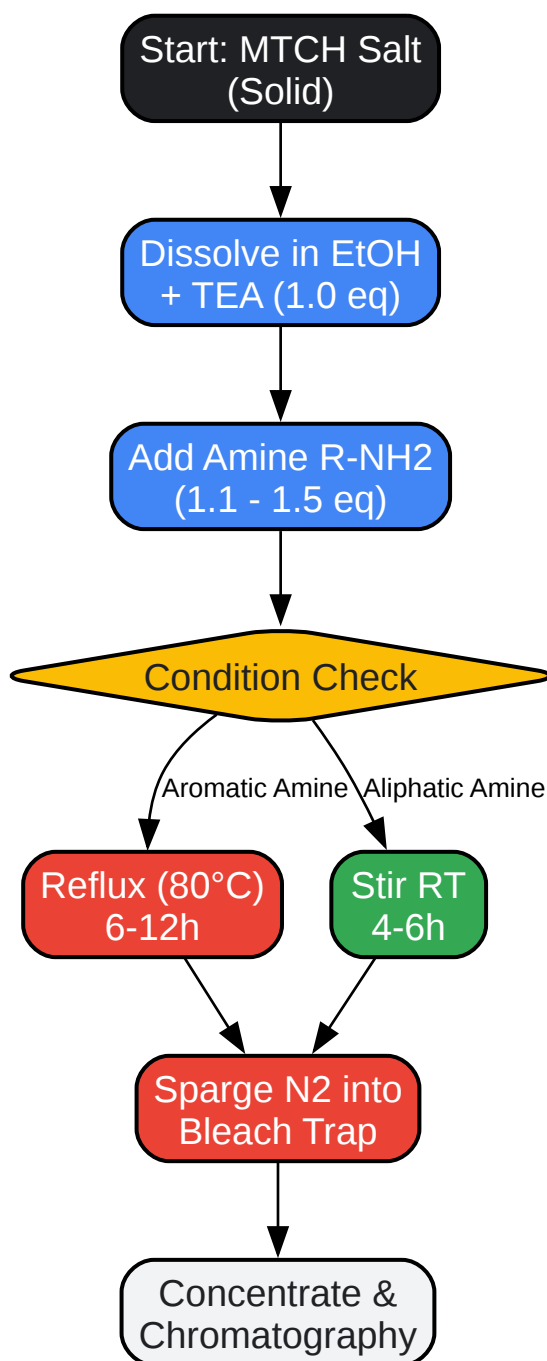 Start: MTCH Salt
(Solid)
Dissolve in EtOH
+ TEA (1.0 eq)
Add Amine R-NH2
(1.1 - 1.5 eq)
Condition Check
Aromatic Amine
Aliphatic Amine
Reflux (80°C)
6-12h
Stir RT
4-6h
Sparge N2 into
Bleach Trap
Concentrate &
Chromatography